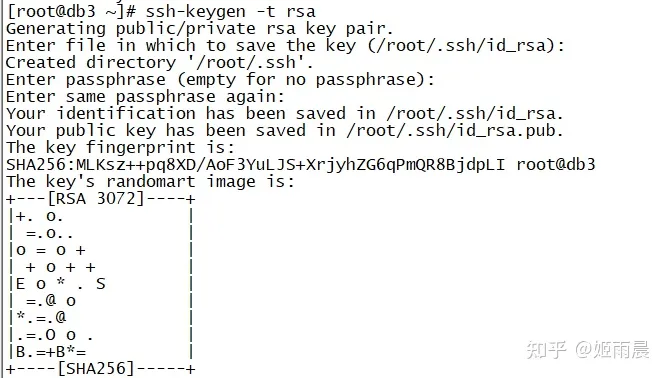 [root@db3 ~]# ssh-keygen -t rsa
Generating public/private rsa key pair.
Enter file in which to save the key (/root/.ssh/id_rsa):
Created directory '/root/.ssh'.
Enter passphrase (empty for no passphrase):
Enter same passphrase again:
Your identification has been saved in /root/.ssh/id_rsa.
Your public key has been saved in /root/.ssh/id_rsa.pub.
The key fingerprint is:
SHA256:MLKsz++pq8XD/AoF3YuLJS+XrjyhZG6qPmQR8BjdpLI root@db3
The key's randomart image is:
+---[RSA 3072]----+
|+. o.            |
| =.o..           |
|o = o +          |
| + o + +         |
|E o * . S        |
| =.@ o           |
|*.=.@            |
|.=.O o .         |
|B.=+B*=          |
+----[SHA256]-----+
知乎 @姬雨晨